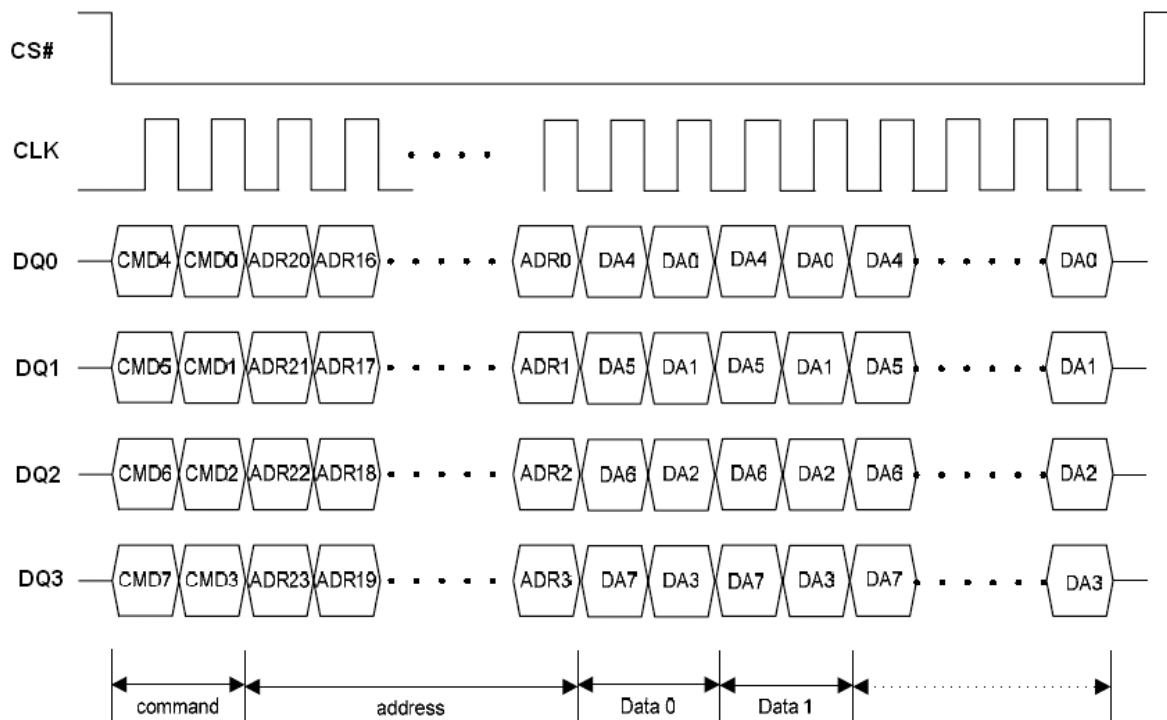 CS#
CLK
DQ0 CMD4 CMD0 ADR20 ADR16 ADR0 DA4 DA0 DA4 DA0 DA4 DA0
DQ1 CMD5 CMD1 ADR21 ADR17 ADR1 DA5 DA1 DA5 DA1 DA5 DA1
DQ2 CMD6 CMD2 ADR22 ADR18 ADR2 DA6 DA2 DA6 DA2 DA6 DA2
DQ3 CMD7 CMD3 ADR23 ADR19 ADR3 DA7 DA3 DA7 DA3 DA7 DA3
command address Data 0 Data 1